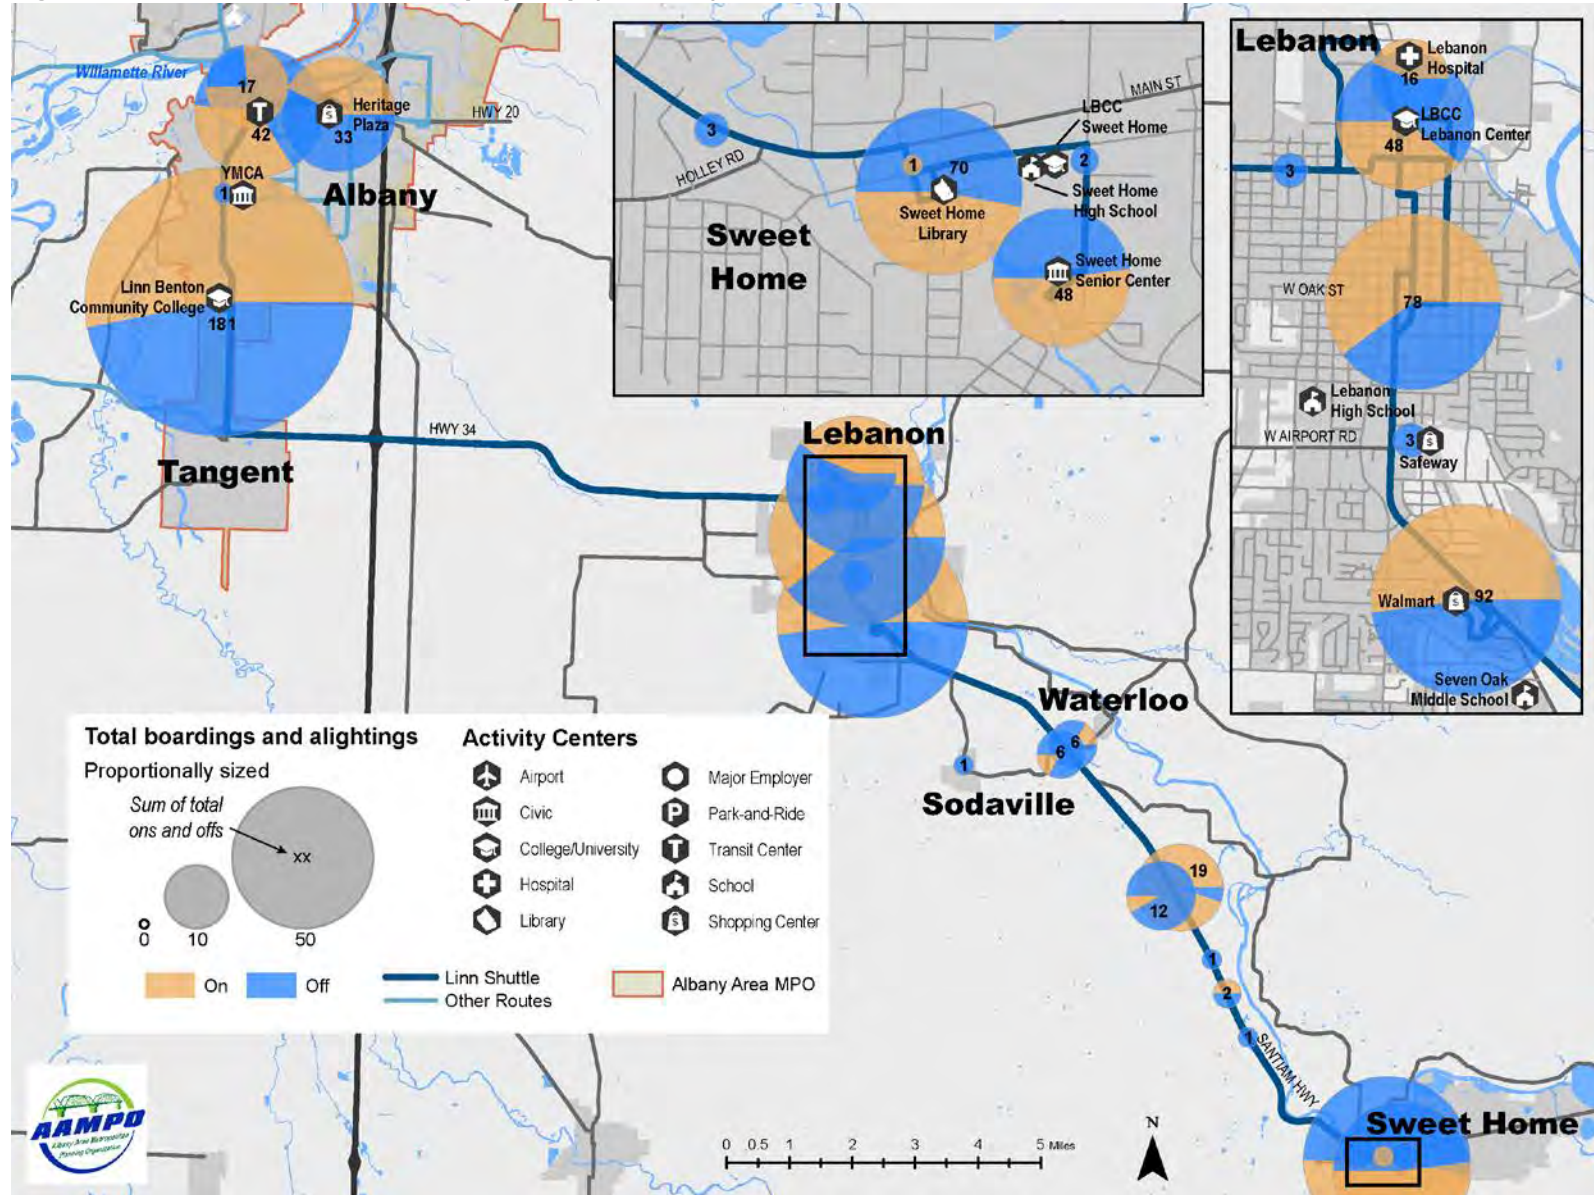 Willamette River
17
42
Heritage
Plaza
33
HWY 20
YMCA
1
Albany
Linn Benton
Community College
181
HWY 34
Tangent
3
HOLLEY RD
MAIN ST
LBCC
Sweet Home
1
70
2
Sweet Home
High School
Sweet Home
Library
Sweet
Home
Sweet Home
Senior Center
48
Lebanon
Lebanon
Hospital
16
LBCC
Lebanon Center
48
3
W OAK ST
78
Lebanon
High School
W AIRPORT RD
3
Safeway
Walmart
92
Seven Oak
Middle School
Lebanon
Waterloo
6
6
1
Sodaville
19
12
1
2
1
SANTIAM HWY
Sweet Home
Total boardings and alightings
Proportionally sized
Sum of total
ons and offs
xx
0
10
50
On
Off
Activity Centers
Airport
Civic
College/University
Hospital
Library
Major Employer
P
Park-and-Ride
T
Transit Center
School
S
Shopping Center
Linn Shuttle
Other Routes
Albany Area MPO
AAMPO
Albany Area Metropolitan
Planning Organization
0 0.5 1 2 3 4 5 Miles
N